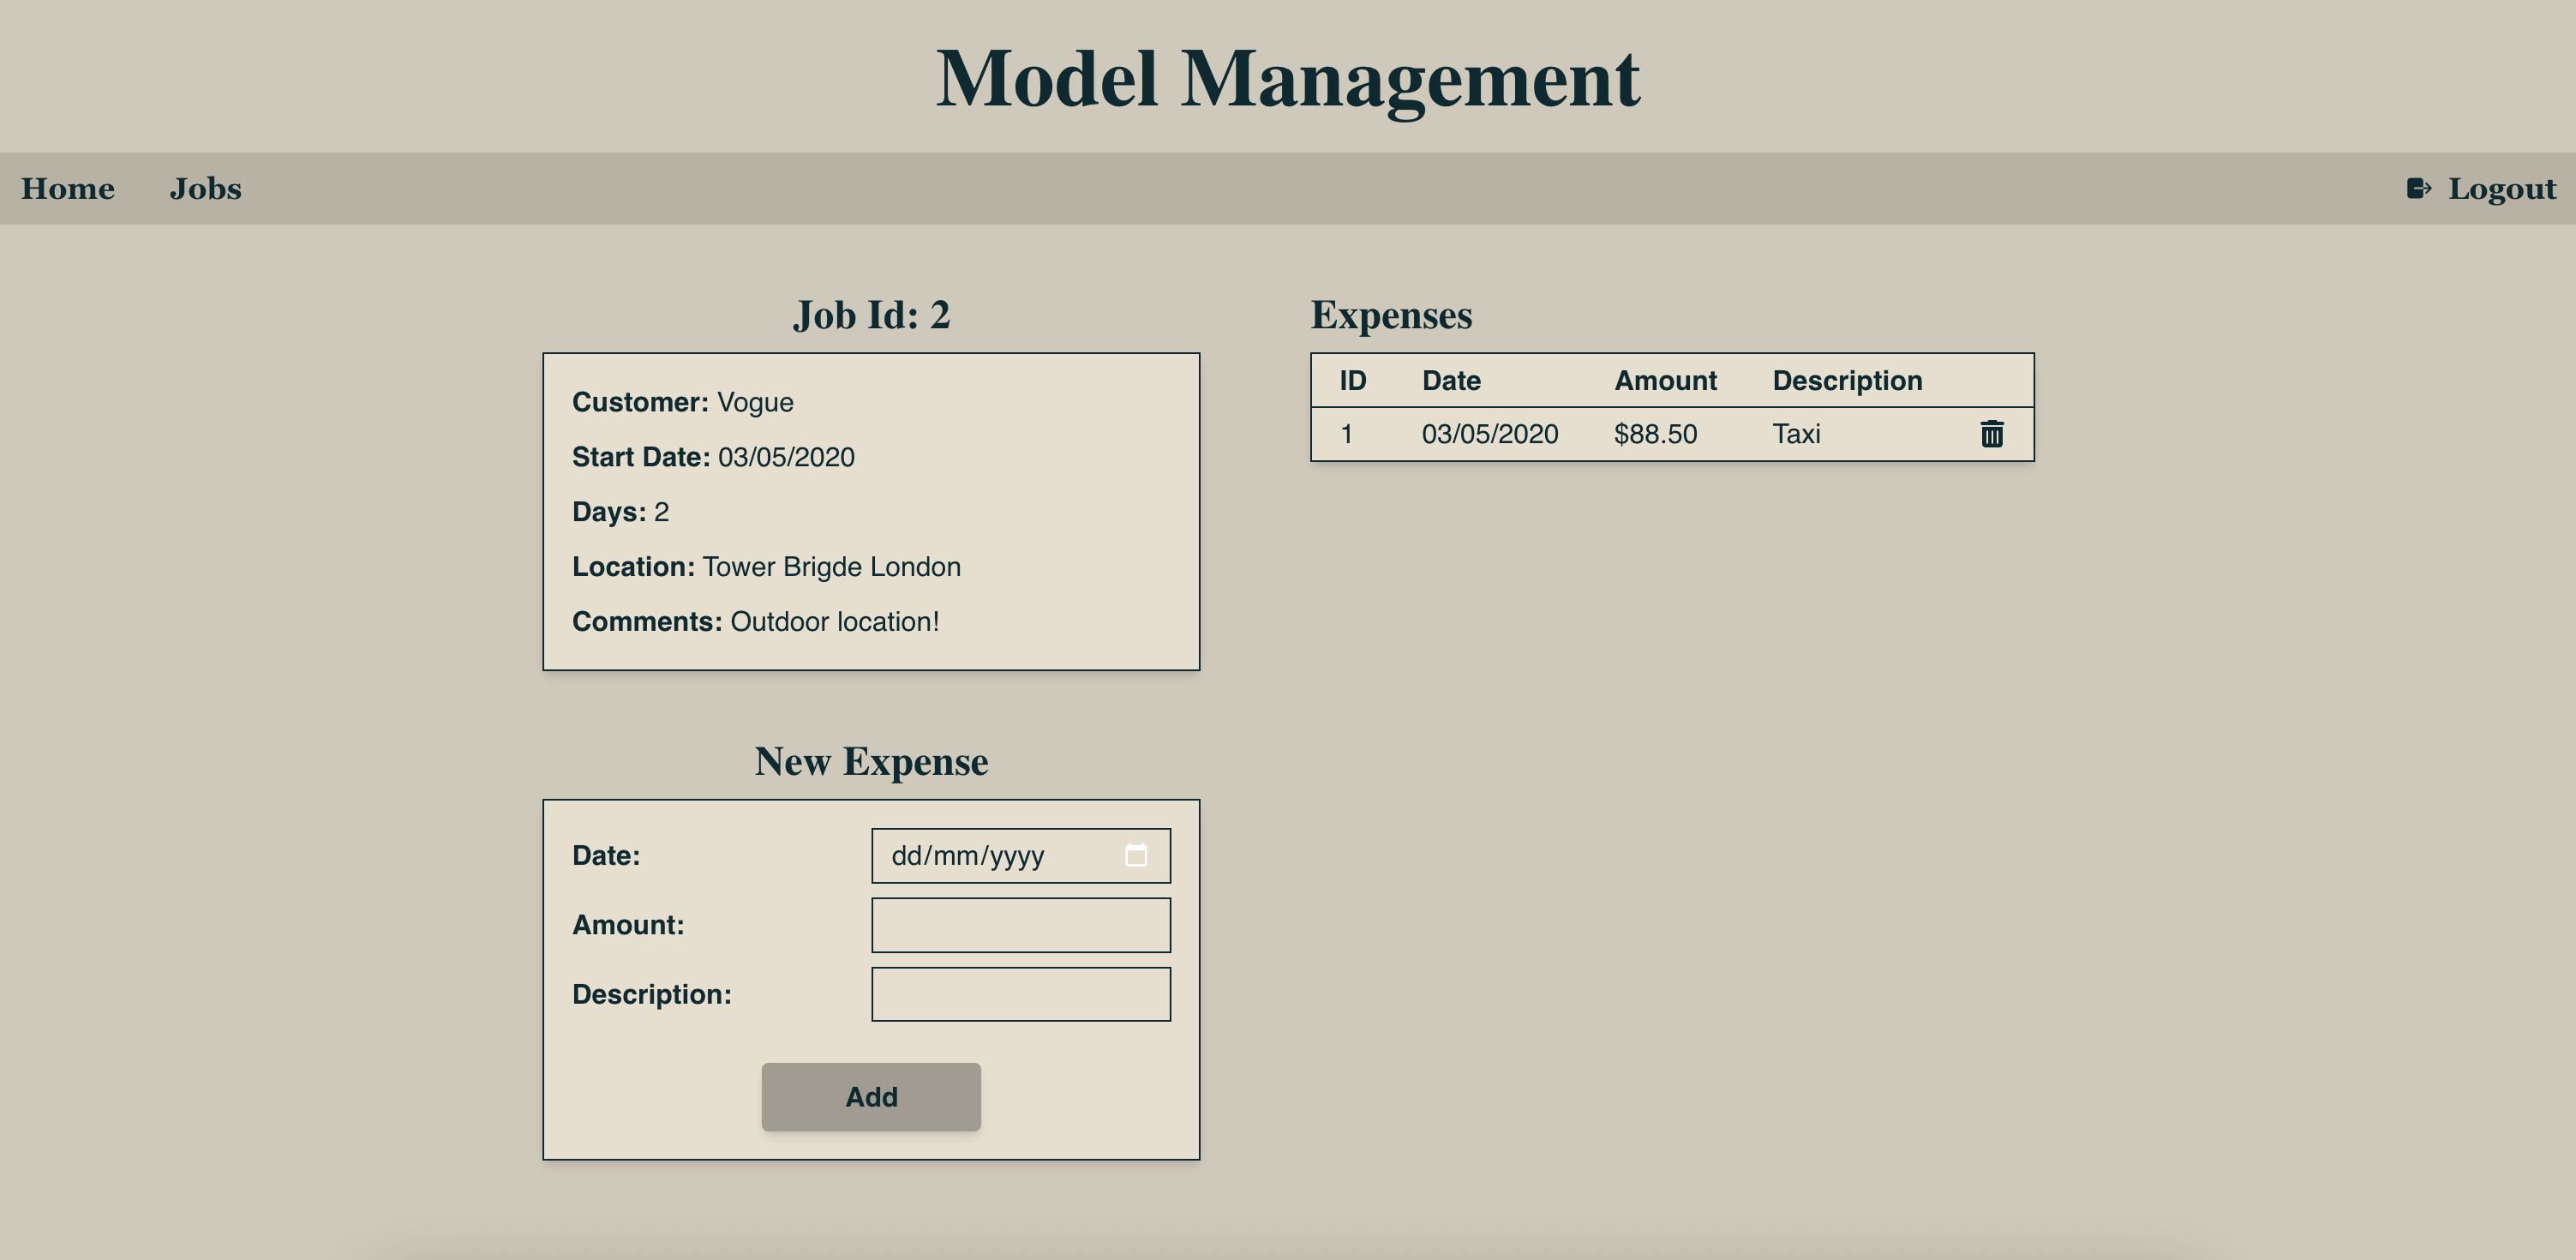 Model Management
Home Jobs Logout
Job Id: 2
Customer: Vogue
Start Date: 03/05/2020
Days: 2
Location: Tower Brigde London
Comments: Outdoor location!
New Expense
Date: dd/mm/yyyy
Amount:
Description:
Add
Expenses
ID Date Amount Description
1 03/05/2020 $88.50 Taxi